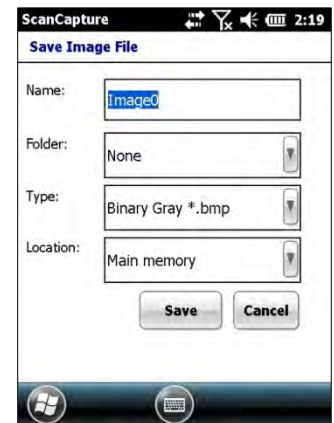 ScanCapture 2:19
Save Image File
Name: Image0
Folder: None
Type: Binary Gray *.bmp
Location: Main memory
Save Cancel